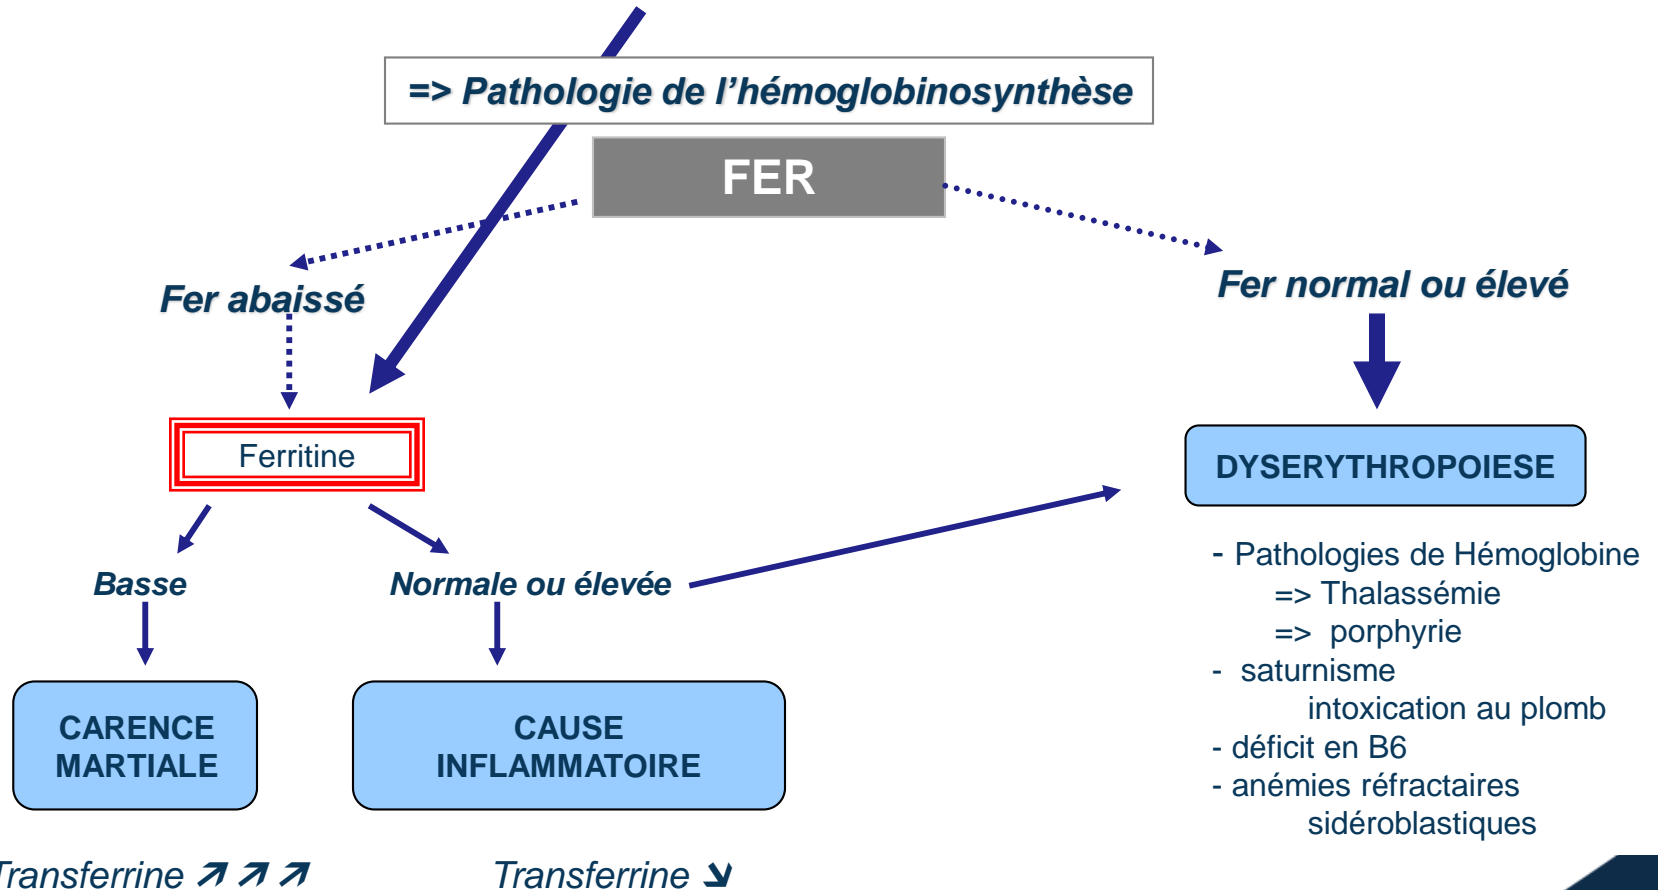 => Pathologie de l’hémoglobinosynthèse
FER
Fer abaissé
Fer normal ou élevé
Ferritine
DYSERYTHROPOIESE
Basse
Normale ou élevée
- Pathologies de Hémoglobine
=> Thalassémie
=> porphyrie
- saturnisme
intoxication au plomb
- déficit en B6
- anémies réfractaires
sidéroblastiques
CARENCE
MARTIALE
CAUSE
INFLAMMATOIRE
Transferrine ➚ ➚ ➚
Transferrine ➘